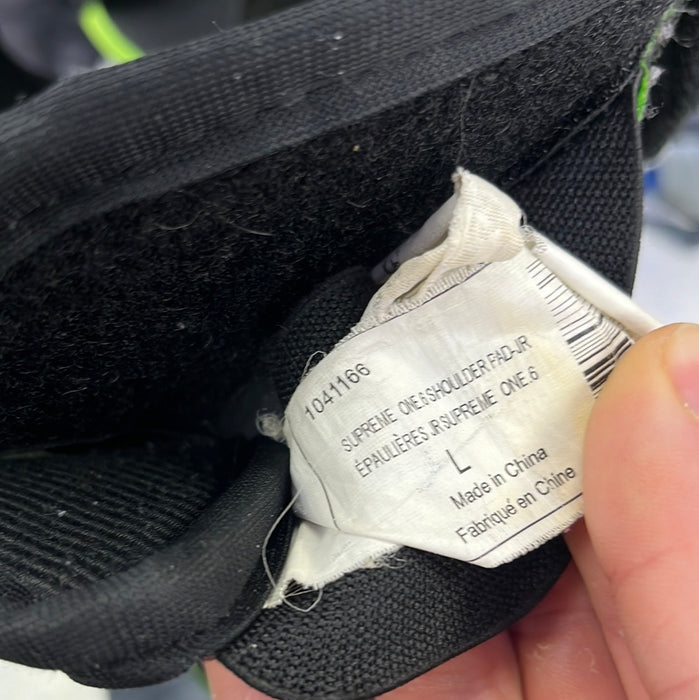 1041166
SUPREME ONE.6 SHOULDER PAD-JR
ÉPAULIÈRES JR SUPREME ONE.6
L
Made in China
Fabriqué en Chine